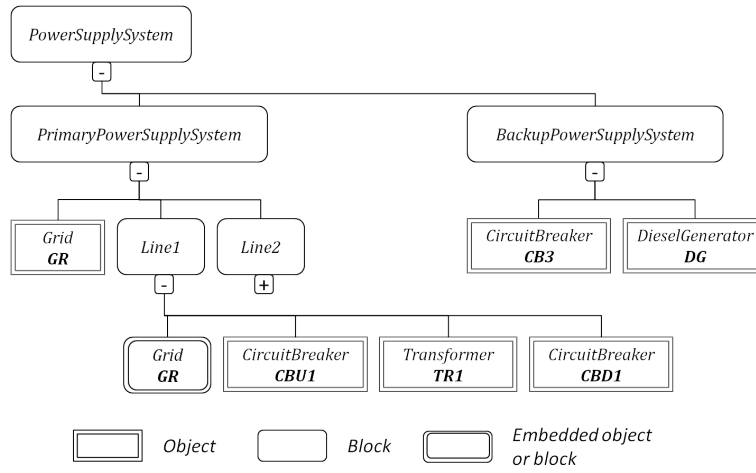 PowerSupplySystem
-
PrimaryPowerSupplySystem
BackupPowerSupplySystem
-
-
Grid
GR
Line1
Line2
CircuitBreaker
CB3
DieselGenerator
DG
-
+
Grid
GR
CircuitBreaker
CBU1
Transformer
TR1
CircuitBreaker
CBD1
Object
Block
Embedded object
or block